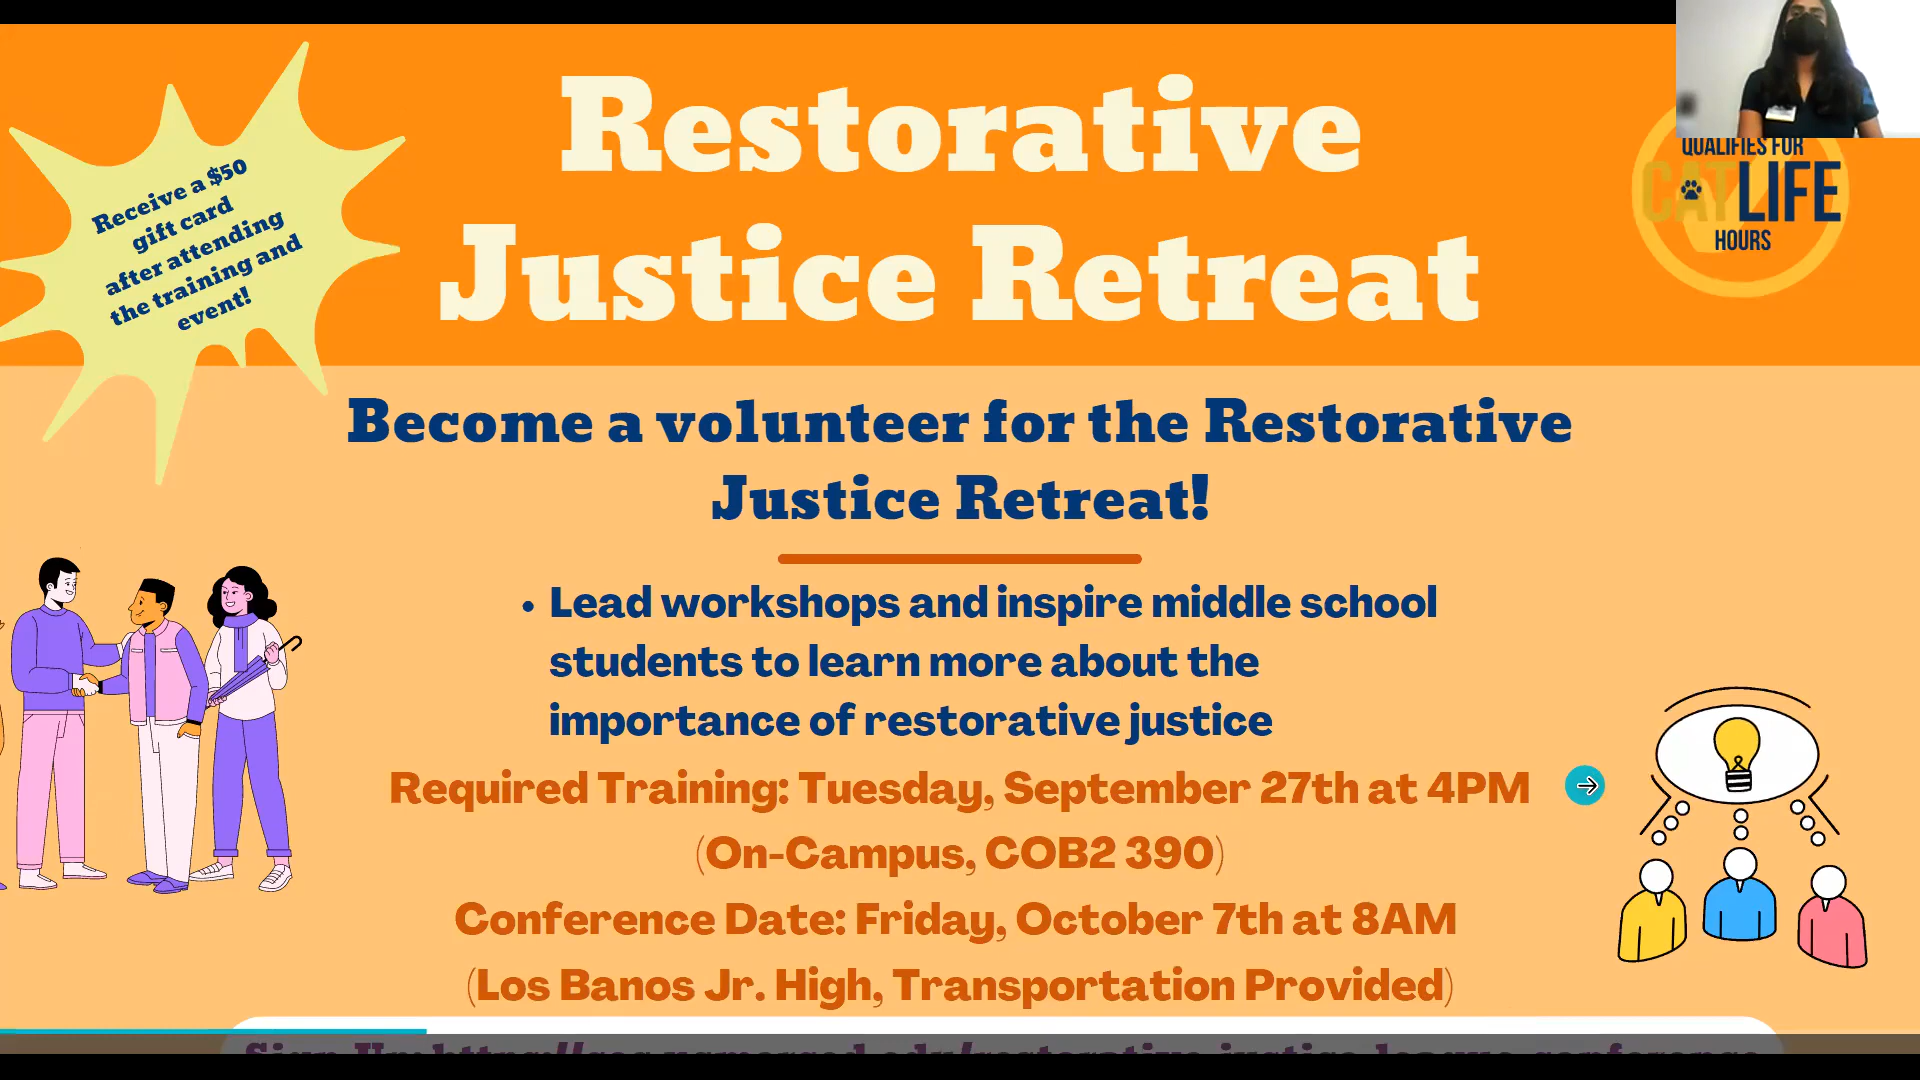 Restorative
Justice Retreat
Receive a $50
gift card
after attending
the training and
event!
QUALIFIES FOR
CATLIFE
HOURS
Become a volunteer for the Restorative
Justice Retreat!
• Lead workshops and inspire middle school
students to learn more about the
importance of restorative justice
Required Training: Tuesday, September 27th at 4PM
(On-Campus, COB2 390)
Conference Date: Friday, October 7th at 8AM
(Los Banos Jr. High, Transportation Provided)